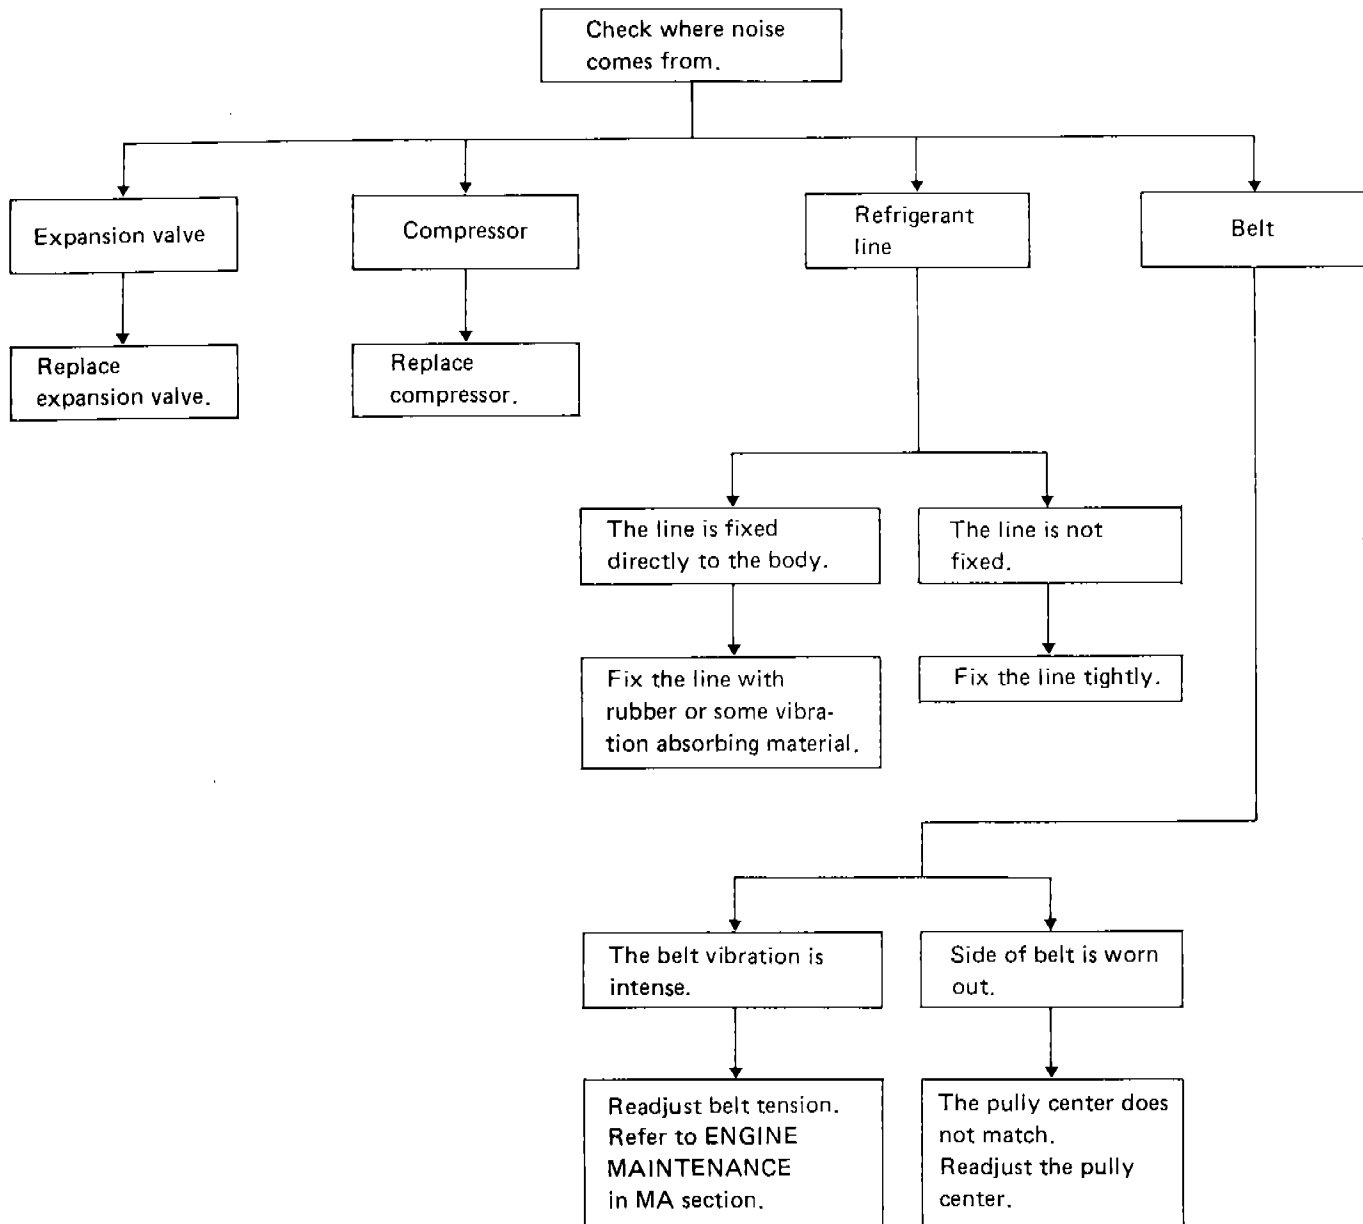 Check where noise
comes from.
Expansion valve
Compressor
Refrigerant
line
Belt
Replace
expansion valve.
Replace
compressor.
The line is fixed
directly to the body.
The line is not
fixed.
Fix the line with
rubber or some vibra-
tion absorbing material.
Fix the line tightly.
The belt vibration is
intense.
Side of belt is worn
out.
Readjust belt tension.
Refer to ENGINE
MAINTENANCE
in MA section.
The pully center does
not match.
Readjust the pully
center.